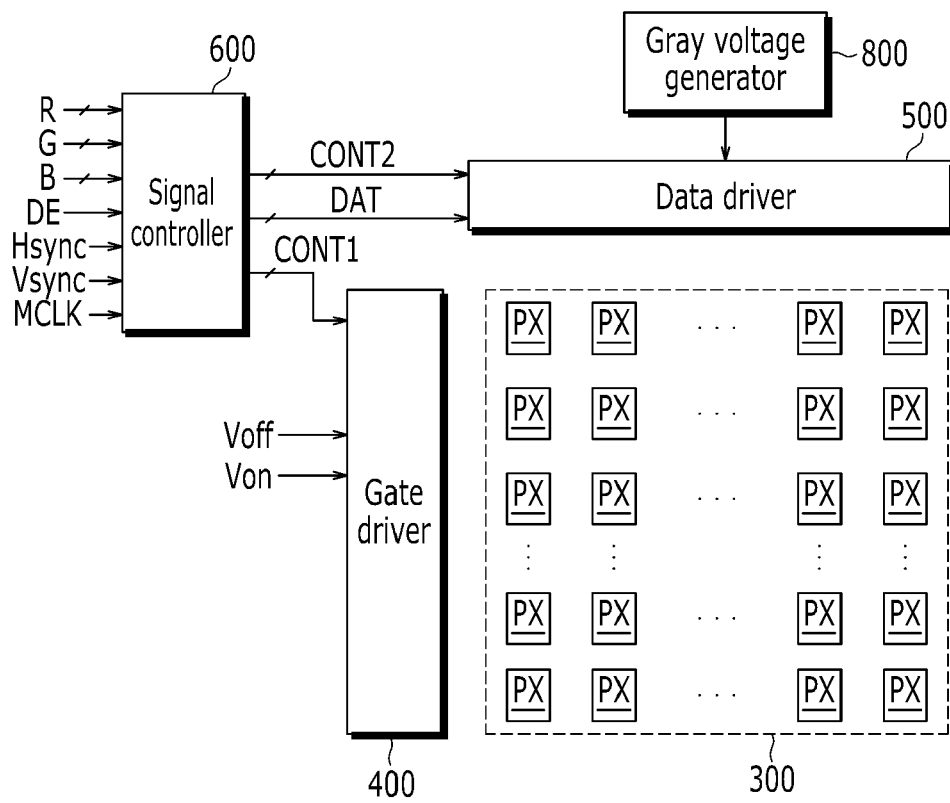 600
Gray voltage
generator
800
R
G
B
DE
Hsync
Vsync
MCLK
Signal
controller
CONT2
DAT
CONT1
500
Data driver
Voff
Von
Gate
driver
400
PX PX . . . PX PX
PX PX . . . PX PX
PX PX . . . PX PX
PX PX . . . PX PX
PX PX . . . PX PX
300